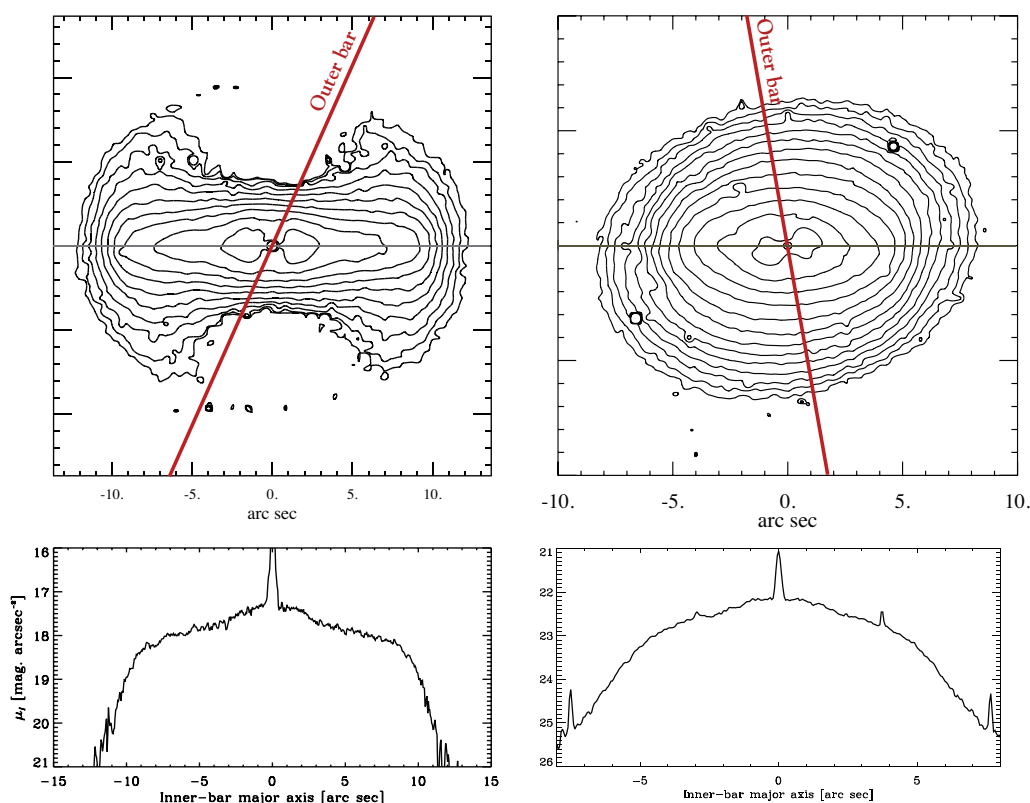 Outer bar
Outer bar
-10. -5. 0. 5. 10.
arc sec
-10. -5. 0. 5. 10.
arc sec
16
17
18
19
20
21
μI [mag. arcsec-2]
-15 -10 -5 0 5 10 15
Inner-bar major axis [arc sec]
21
22
23
24
25
26
-5 0 5
Inner-bar major axis [arc sec]